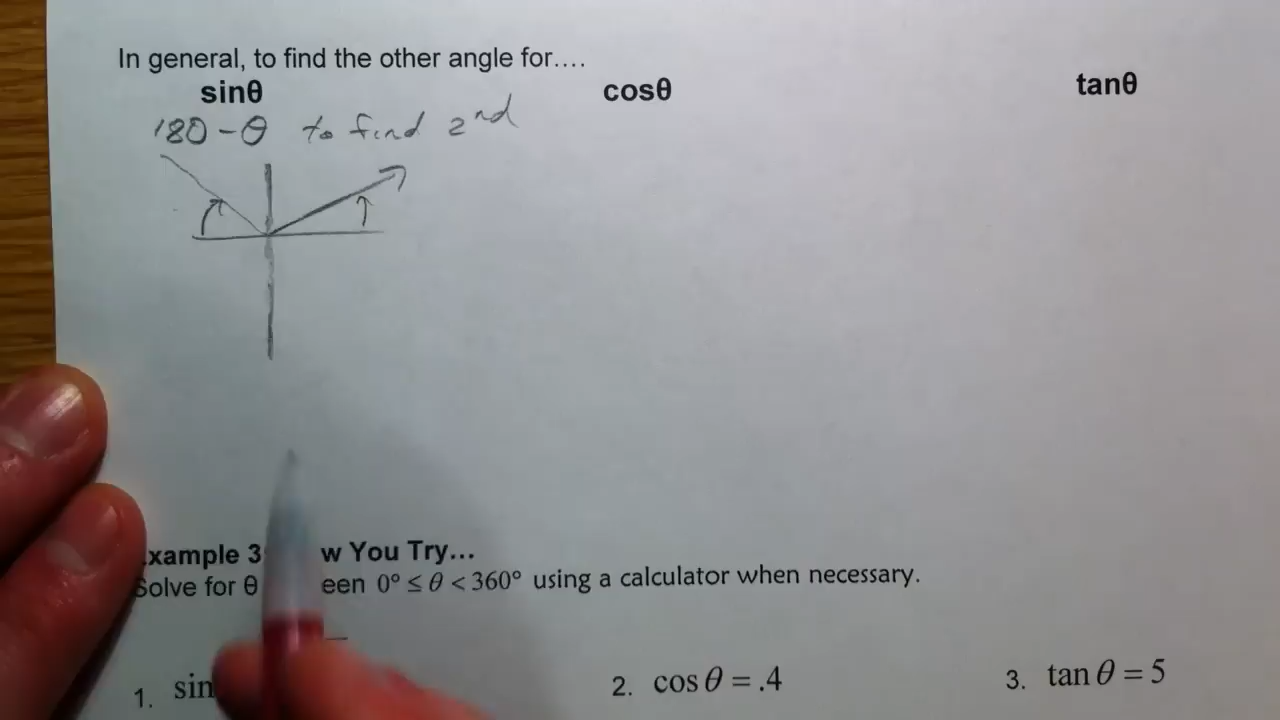 In general, to find the other angle for....
sinθ
cosθ
tanθ
180 - θ to find 2nd
xample 3 w You Try...
Solve for θ een 0° ≤ θ < 360° using a calculator when necessary.
1. sin
2. cos θ = .4
3. tan θ = 5